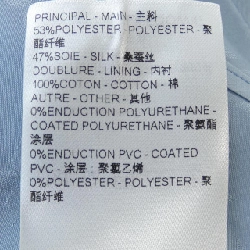 PRINCIPAL - MAIN - 主料
53%POLYESTER - POLYESTER - 聚
酯纤维
47%SOIE - SILK - 桑蚕丝
DOUBLURE - LINING - 内衬
100%COTON - COTTON - 棉
AUTRE - OTHER - 其他
0%ENDUCTION POLYURETHANE -
COATED POLYURETHANE - 聚氨酯
涂层
0%ENDUCTION PVC - COATED
PVC - 涂层 : 聚氯乙烯
0%POLYESTER - POLYESTER - 聚
酯纤维